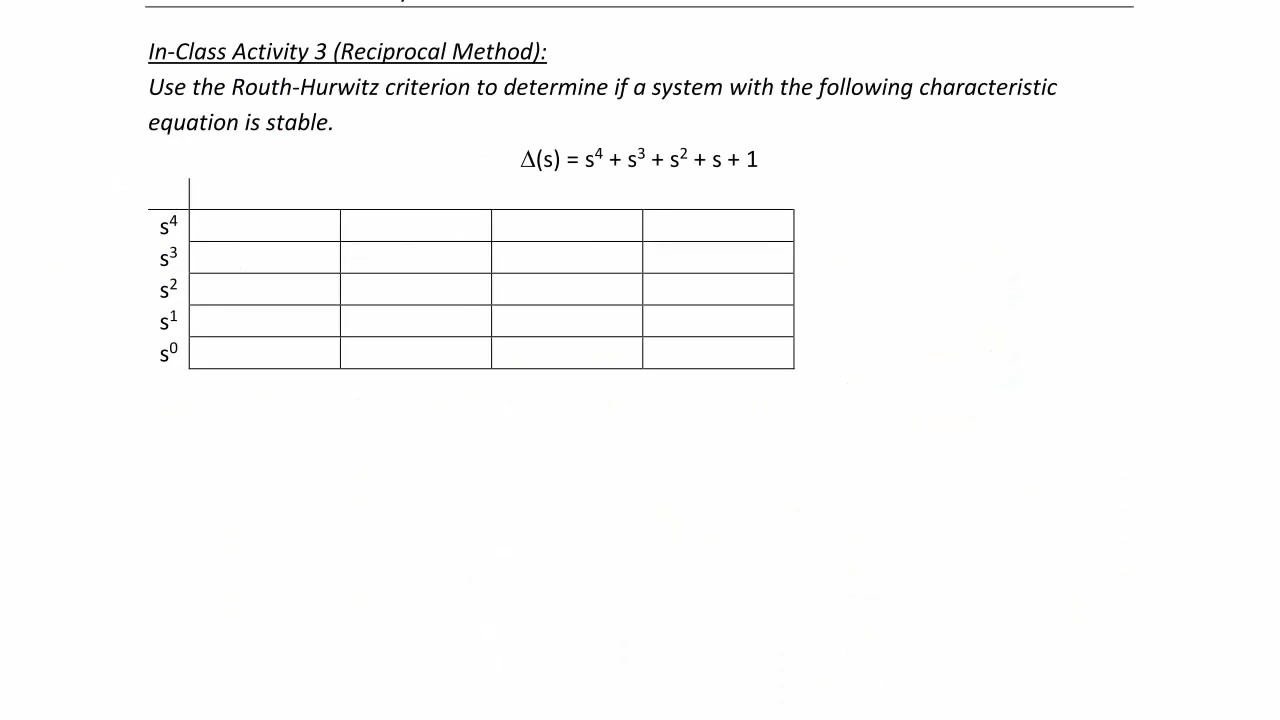 In-Class Activity 3 (Reciprocal Method):
Use the Routh-Hurwitz criterion to determine if a system with the following characteristic
equation is stable.
Δ(s) = s⁴ + s³ + s² + s + 1
s⁴
s³
s²
s¹
s⁰